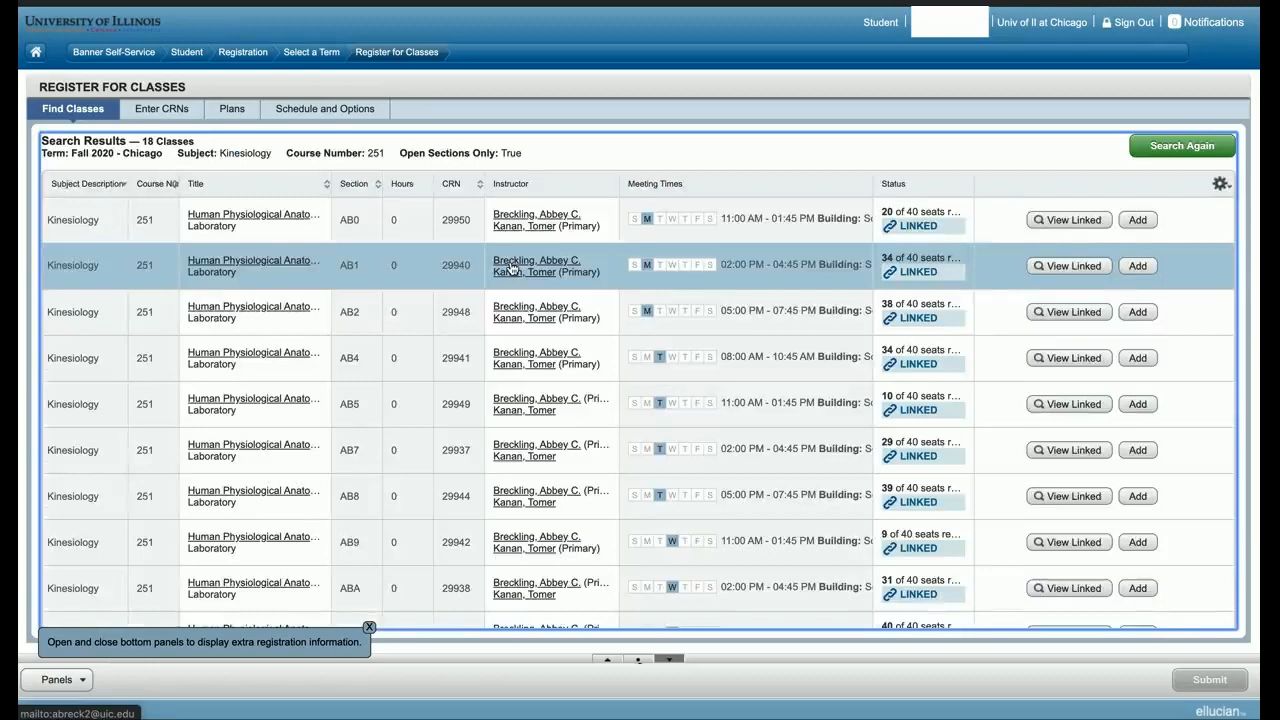 UNIVERSITY OF ILLINOIS
Student
Univ of Il at Chicago
Sign Out
0 Notifications
Banner Self-Service Student Registration Select a Term Register for Classes
REGISTER FOR CLASSES
Find Classes Enter CRNs Plans Schedule and Options
Search Results — 18 Classes
Term: Fall 2020 - Chicago Subject: Kinesiology Course Number: 251 Open Sections Only: True
Search Again
Subject Description Course Nu Title Section Hours CRN Instructor Meeting Times Status
Kinesiology 251 Human Physiological Anato... Laboratory AB0 0 29950 Breckling, Abbey C. Kanan, Tomer (Primary) S M T W T F S 11:00 AM - 01:45 PM Building: S 20 of 40 seats r... LINKED View Linked Add
Kinesiology 251 Human Physiological Anato... Laboratory AB1 0 29940 Breckling, Abbey C. Kanan, Tomer (Primary) S M T W T F S 02:00 PM - 04:45 PM Building: S 34 of 40 seats r... LINKED View Linked Add
Kinesiology 251 Human Physiological Anato... Laboratory AB2 0 29948 Breckling, Abbey C. Kanan, Tomer (Primary) S M T W T F S 05:00 PM - 07:45 PM Building: S 38 of 40 seats r... LINKED View Linked Add
Kinesiology 251 Human Physiological Anato... Laboratory AB4 0 29941 Breckling, Abbey C. Kanan, Tomer (Primary) S M T W T F S 08:00 AM - 10:45 AM Building: S 34 of 40 seats r... LINKED View Linked Add
Kinesiology 251 Human Physiological Anato... Laboratory AB5 0 29949 Breckling, Abbey C. (Pri... Kanan, Tomer S M T W T F S 11:00 AM - 01:45 PM Building: S 10 of 40 seats r... LINKED View Linked Add
Kinesiology 251 Human Physiological Anato... Laboratory AB7 0 29937 Breckling, Abbey C. (Pri... Kanan, Tomer S M T W T F S 02:00 PM - 04:45 PM Building: S 29 of 40 seats r... LINKED View Linked Add
Kinesiology 251 Human Physiological Anato... Laboratory AB8 0 29944 Breckling, Abbey C. (Pri... Kanan, Tomer S M T W T F S 05:00 PM - 07:45 PM Building: S 39 of 40 seats r... LINKED View Linked Add
Kinesiology 251 Human Physiological Anato... Laboratory AB9 0 29942 Breckling, Abbey C. Kanan, Tomer (Primary) S M T W T F S 11:00 AM - 01:45 PM Building: S 9 of 40 seats re... LINKED View Linked Add
Kinesiology 251 Human Physiological Anato... Laboratory ABA 0 29938 Breckling, Abbey C. (Pri... Kanan, Tomer S M T W T F S 02:00 PM - 04:45 PM Building: S 31 of 40 seats r... LINKED View Linked Add
Open and close bottom panels to display extra registration information.
X
Panels
Submit
mailto:abreck2@uic.edu
ellucian